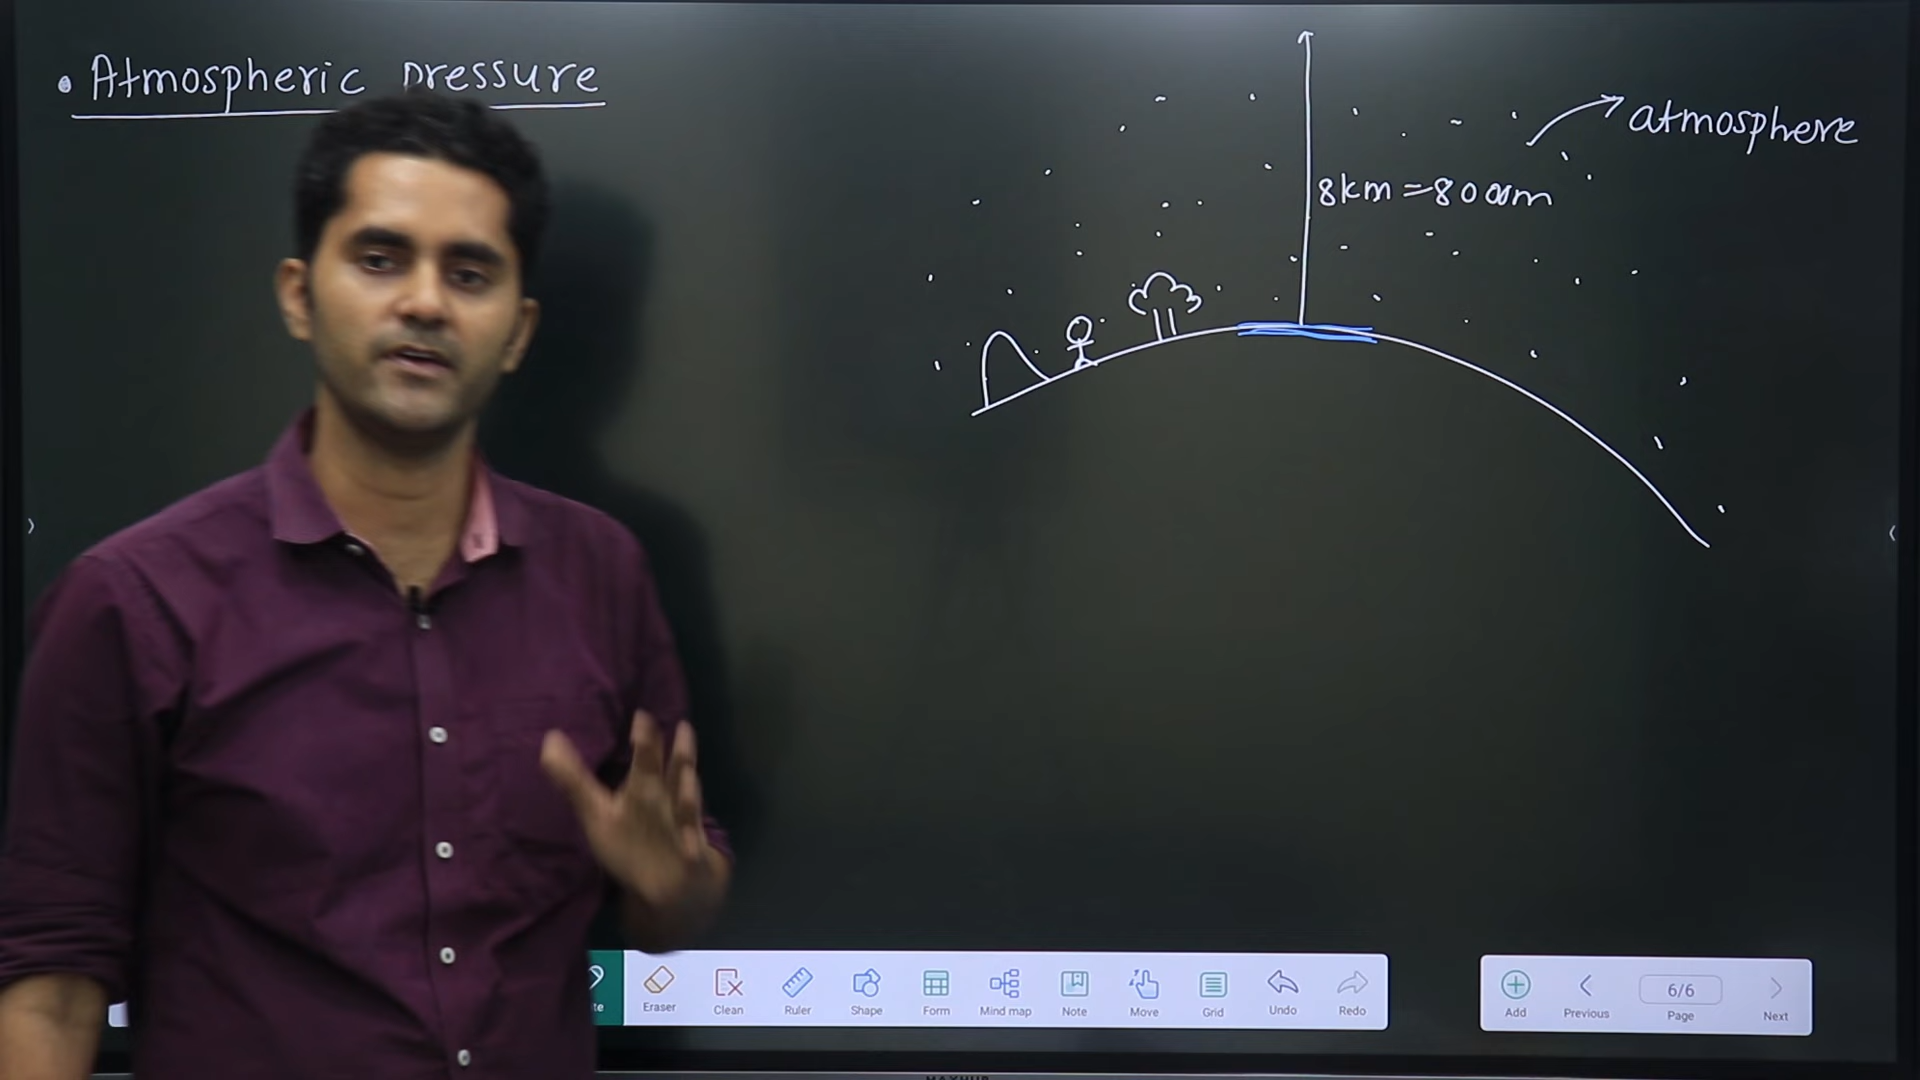 • Atmospheric pressure
atmosphere
8km = 8000m
Eraser
Clean
Ruler
Shape
Form
Mind map
Note
Move
Grid
Undo
Redo
Add
Previous
6/6
Page
Next